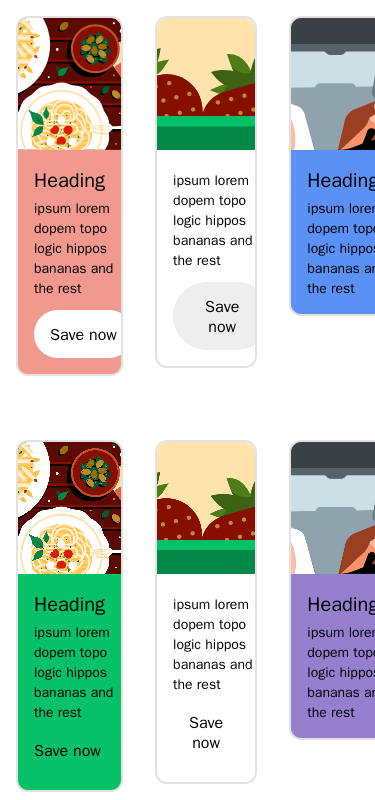 Heading
ipsum lorem
dopem topo
logic hippos
bananas and
the rest
Save now
ipsum lorem
dopem topo
logic hippos
bananas and
the rest
Save
now
Heading
ipsum lorem
dopem topo
logic hippos
bananas an
the rest
Heading
ipsum lorem
dopem topo
logic hippos
bananas and
the rest
Save now
ipsum lorem
dopem topo
logic hippos
bananas and
the rest
Save
now
Heading
ipsum lorem
dopem topo
logic hippos
bananas an
the rest